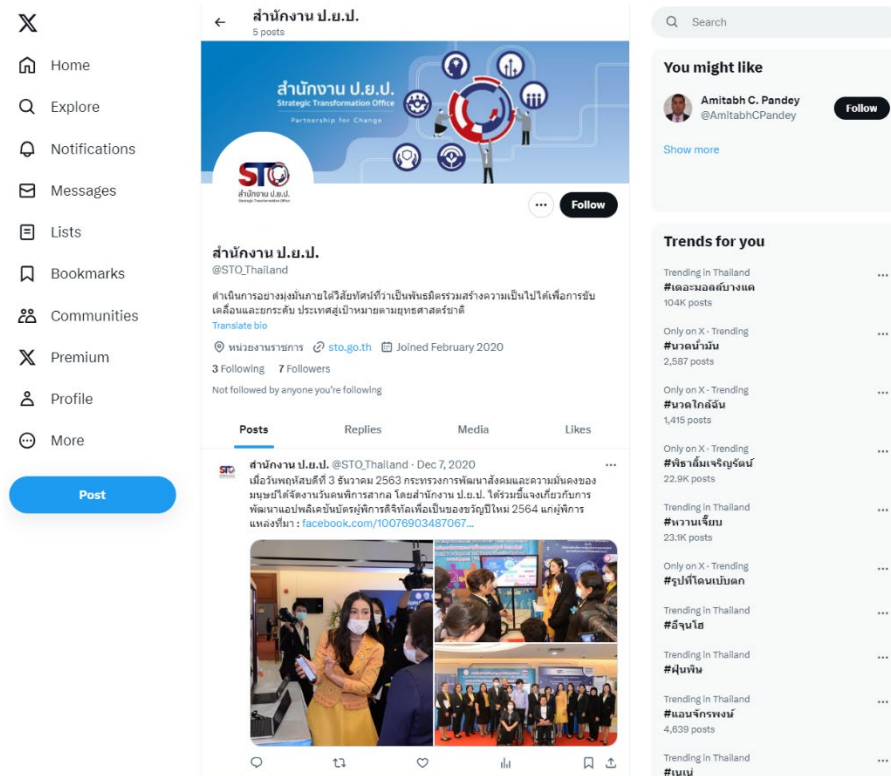 สำนักงาน ป.ย.ป.
5 posts
Home
Explore
Notifications
Messages
Lists
Bookmarks
Communities
Premium
Profile
More
Post
สำนักงาน ป.ย.ป.
Strategic Transformation Office
Partnership for Change
STO
สำนักงาน ป.ย.ป.
Strategic Transformation Office
Follow
สำนักงาน ป.ย.ป.
@STO_Thailand
ดำเนินการอย่างมุ่งมั่นภายใต้วิสัยทัศน์ที่ว่าเป็นพันธมิตรร่วมสร้างความเป็นไปได้เพื่อการขับ
เคลื่อนและยกระดับ ประเทศสู่เป้าหมายตามยุทธศาสตร์ชาติ
Translate bio
หน่วยงานราชการ sto.go.th Joined February 2020
3 Following 7 Followers
Not followed by anyone you're following
Posts Replies Media Likes
STO
สำนักงาน ป.ย.ป. @STO_Thailand · Dec 7, 2020
เมื่อวันพฤหัสบดีที่ 3 ธันวาคม 2563 กระทรวงการพัฒนาสังคมและความมั่นคงของ
มนุษย์ได้จัดงานวันคนพิการสากล โดยสำนักงาน ป.ย.ป. ได้ร่วมชี้แจงเกี่ยวกับการ
พัฒนาแอปพลิเคชันบัตรผู้พิการดิจิทัลเพื่อเป็นของขวัญปีใหม่ 2564 แก่ผู้พิการ
แหล่งที่มา : facebook.com/10076903487067...
Search
You might like
Amitabh C. Pandey
@AmitabhCPandey
Follow
Show more
Trends for you
Trending in Thailand
#เดอะมอลล์บางแค
104K posts
Only on X · Trending
#นวดน้ำมัน
2,587 posts
Only on X · Trending
#นวดใกล้ฉัน
1,415 posts
Only on X · Trending
#พิธาลิ้มเจริญรัตน์
22.9K posts
Trending in Thailand
#หวานเจี๊ยบ
23.1K posts
Only on X · Trending
#รูปที่โดนเบ้บตก
Trending in Thailand
#อีจุนโฮ
Trending in Thailand
#ฝุ่นพิษ
Trending in Thailand
#แอนจักรพงษ์
4,639 posts
Trending in Thailand
#เนเน่